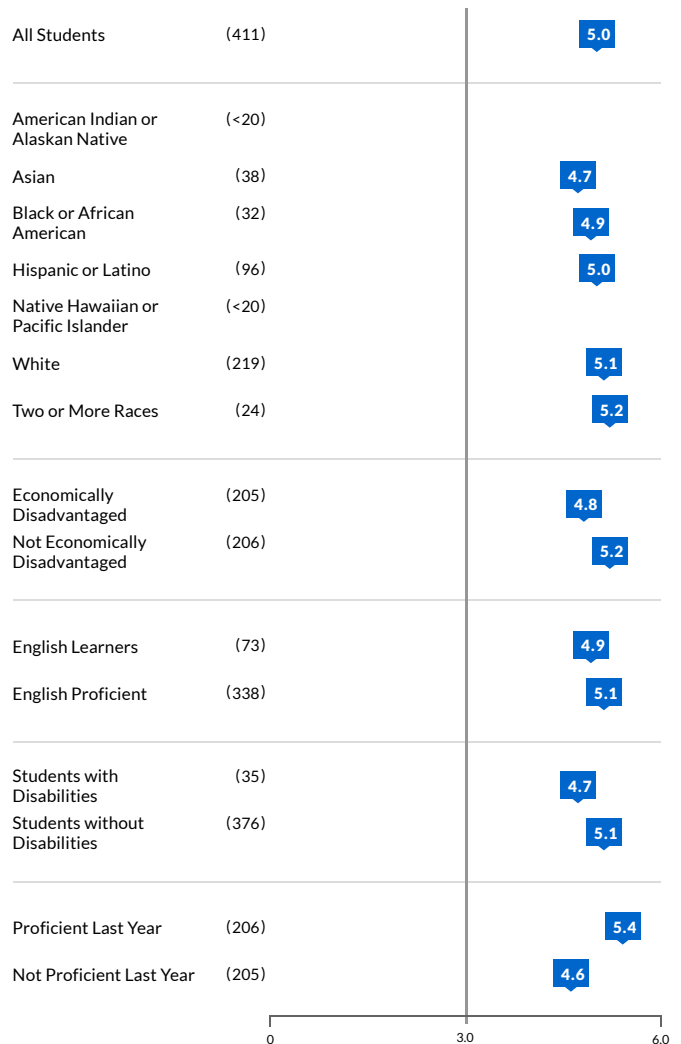 All Students (411) 5.0
American Indian or (<20)
Alaskan Native
Asian (38) 4.7
Black or African (32) 4.9
American
Hispanic or Latino (96) 5.0
Native Hawaiian or (<20)
Pacific Islander
White (219) 5.1
Two or More Races (24) 5.2
Economically (205) 4.8
Disadvantaged
Not Economically (206) 5.2
Disadvantaged
English Learners (73) 4.9
English Proficient (338) 5.1
Students with (35) 4.7
Disabilities
Students without (376) 5.1
Disabilities
Proficient Last Year (206) 5.4
Not Proficient Last Year (205) 4.6
0 3.0 6.0